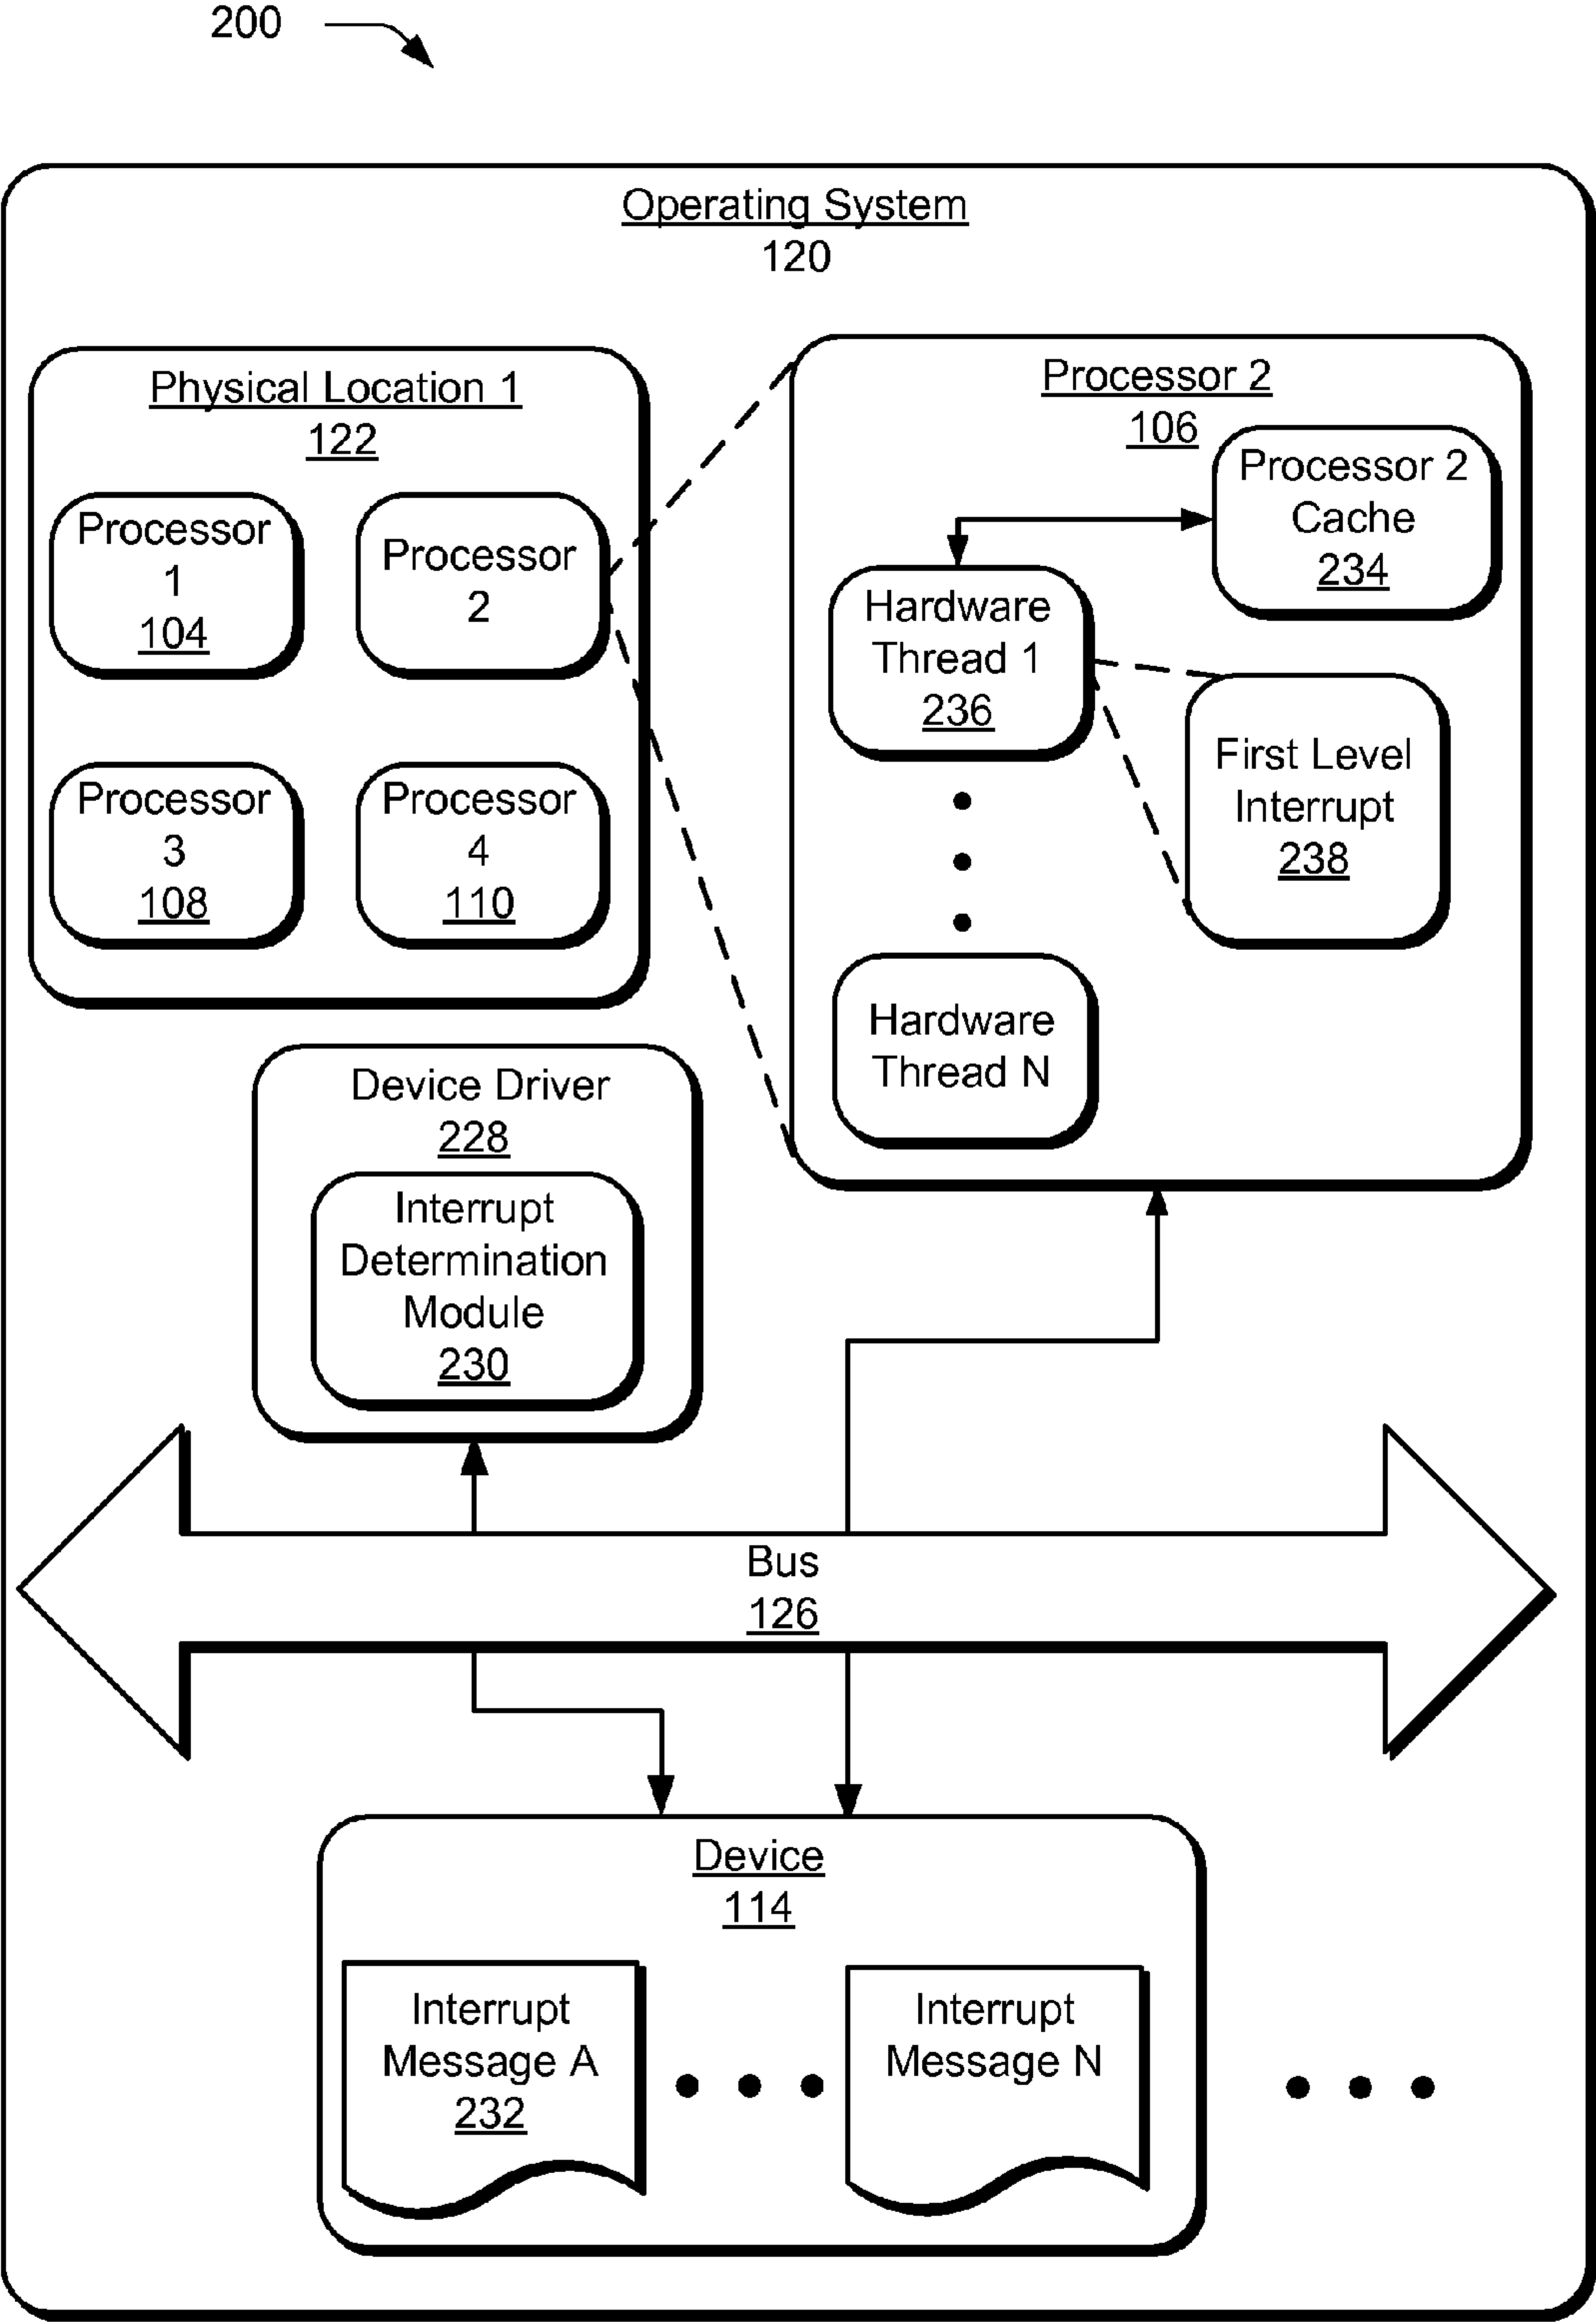 200
Operating System
120
Physical Location 1
122
Processor
1
104
Processor
2
Processor
3
108
Processor
4
110
Processor 2
106
Processor 2
Cache
234
Hardware
Thread 1
236
First Level
Interrupt
238
Hardware
Thread N
Device Driver
228
Interrupt
Determination
Module
230
Bus
126
Device
114
Interrupt
Message A
232
Interrupt
Message N